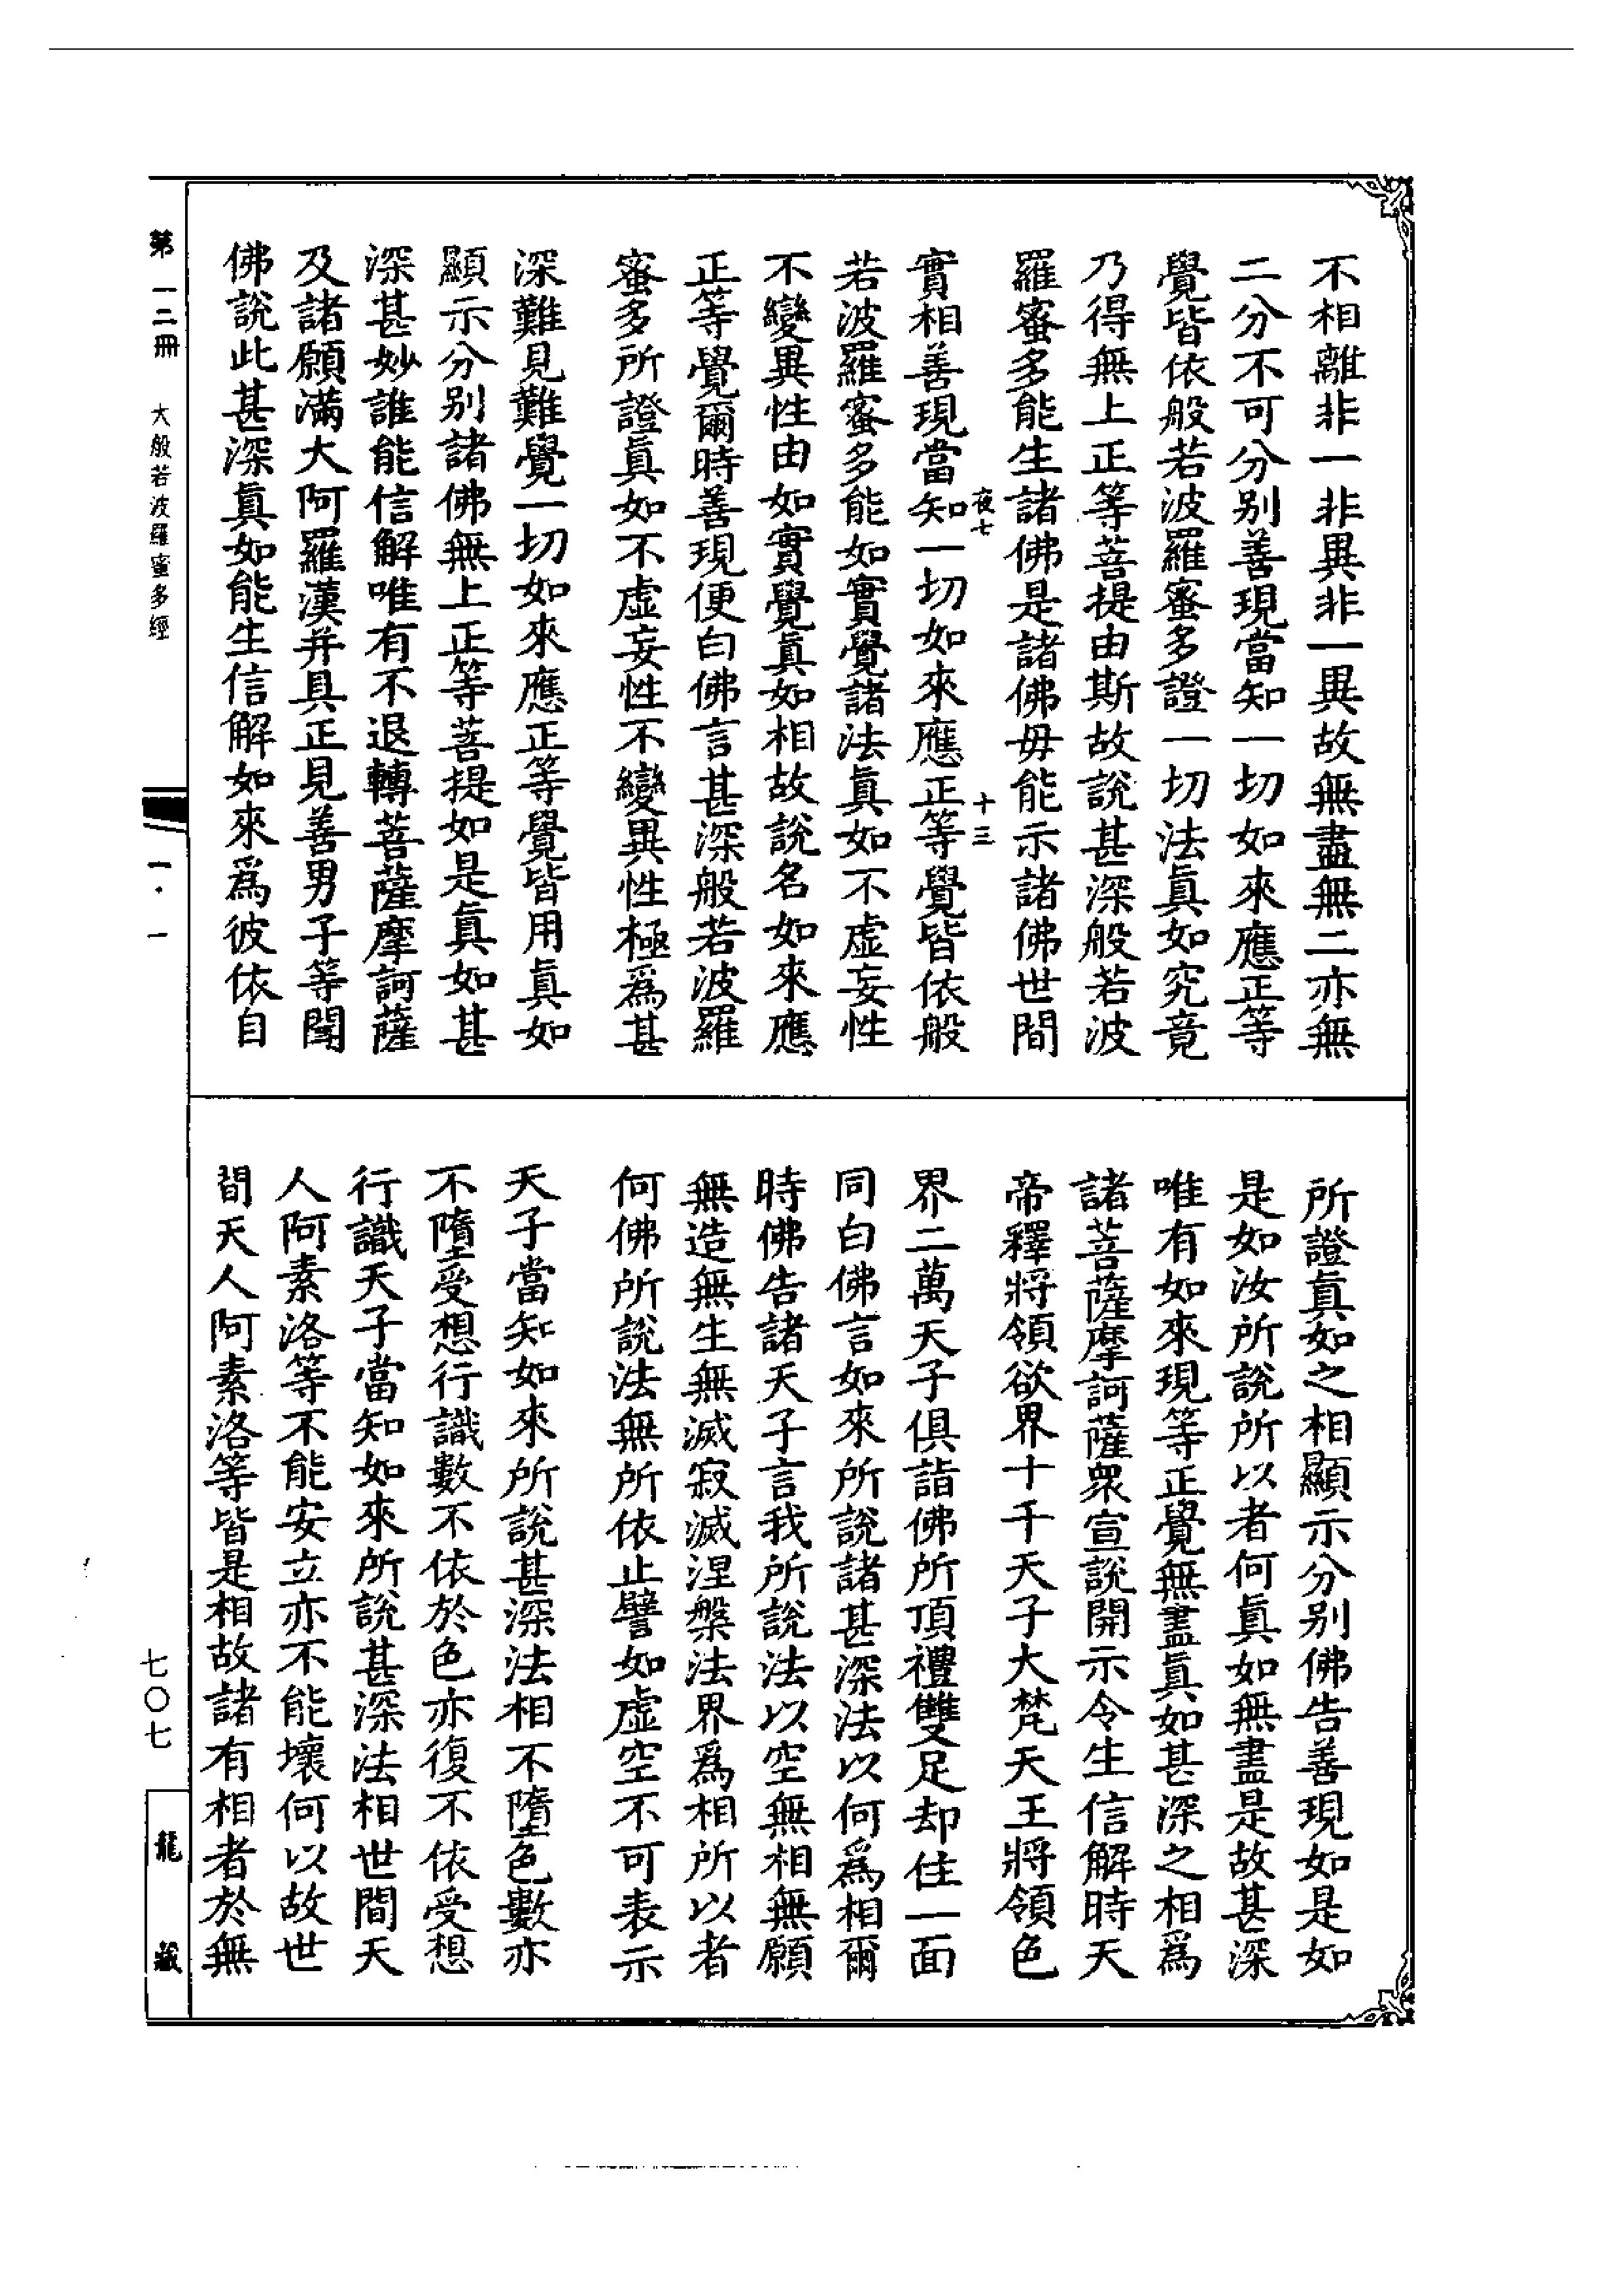 不相離非一非異非一異故無盡無二亦無
二分不可分别善現當知一切如來應正等
覺皆依般若波羅蜜多證一切法眞如究竟
乃得無上正等菩提由斯故說甚深般若波
羅蜜多能生諸佛是諸佛毋能示諸佛世間
夜七 十三
實相善現當知一切如來應正等覺皆依般
若波羅蜜多能如實覺諸法眞如不虛妄性
不變異性由如實覺眞如相故說名如來應
正等覺爾時善現便白佛言甚深般若波羅
蜜多所證眞如不虛妄性不變異性極爲甚
深難見難覺一切如來應正等覺皆用眞如
顯示分别諸佛無上正等菩提如是眞如甚
深甚妙誰能信解唯有不退轉菩薩摩訶薩
及諸願滿大阿羅漢并具正見善男子等聞
佛說此甚深眞如能生信解如來爲彼依自
所證眞如之相顯示分别佛告善現如是如
是如汝所說所以者何眞如無盡是故甚深
唯有如來現等正覺無盡眞如甚深之相爲
諸菩薩摩訶薩衆宣說開示令生信解時天
帝釋將領欲界十千天子大梵天王將領色
界二萬天子俱詣佛所頂禮雙足却住一面
同白佛言如來所說諸甚深法以何爲相爾
時佛告諸天子言我所說法以空無相無願
無造無生無滅寂滅涅槃法界爲相所以者
何佛所說法無所依止譬如虛空不可表示
天子當知如來所說甚深法相不墮色數亦
不墮受想行識數不依於色亦復不依受想
行識天子當知如來所說甚深法相世間天
人阿素洛等不能安立亦不能壞何以故世
間天人阿素洛等皆是相故諸有相者於無
第一二冊 大般若波羅蜜多經 一·一 七〇七 龍藏